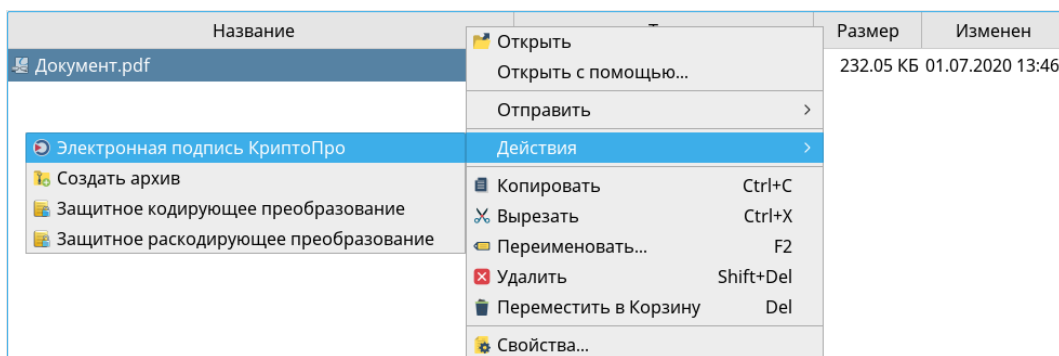 Название Размер Изменен
Документ.pdf 232.05 КБ 01.07.2020 13:46
Открыть
Открыть с помощью...
Отправить
Действия
Электронная подпись КриптоПро
Создать архив
Защитное кодирующее преобразование
Защитное раскодирующее преобразование
Копировать Ctrl+C
Вырезать Ctrl+X
Переименовать... F2
Удалить Shift+Del
Переместить в Корзину Del
Свойства...